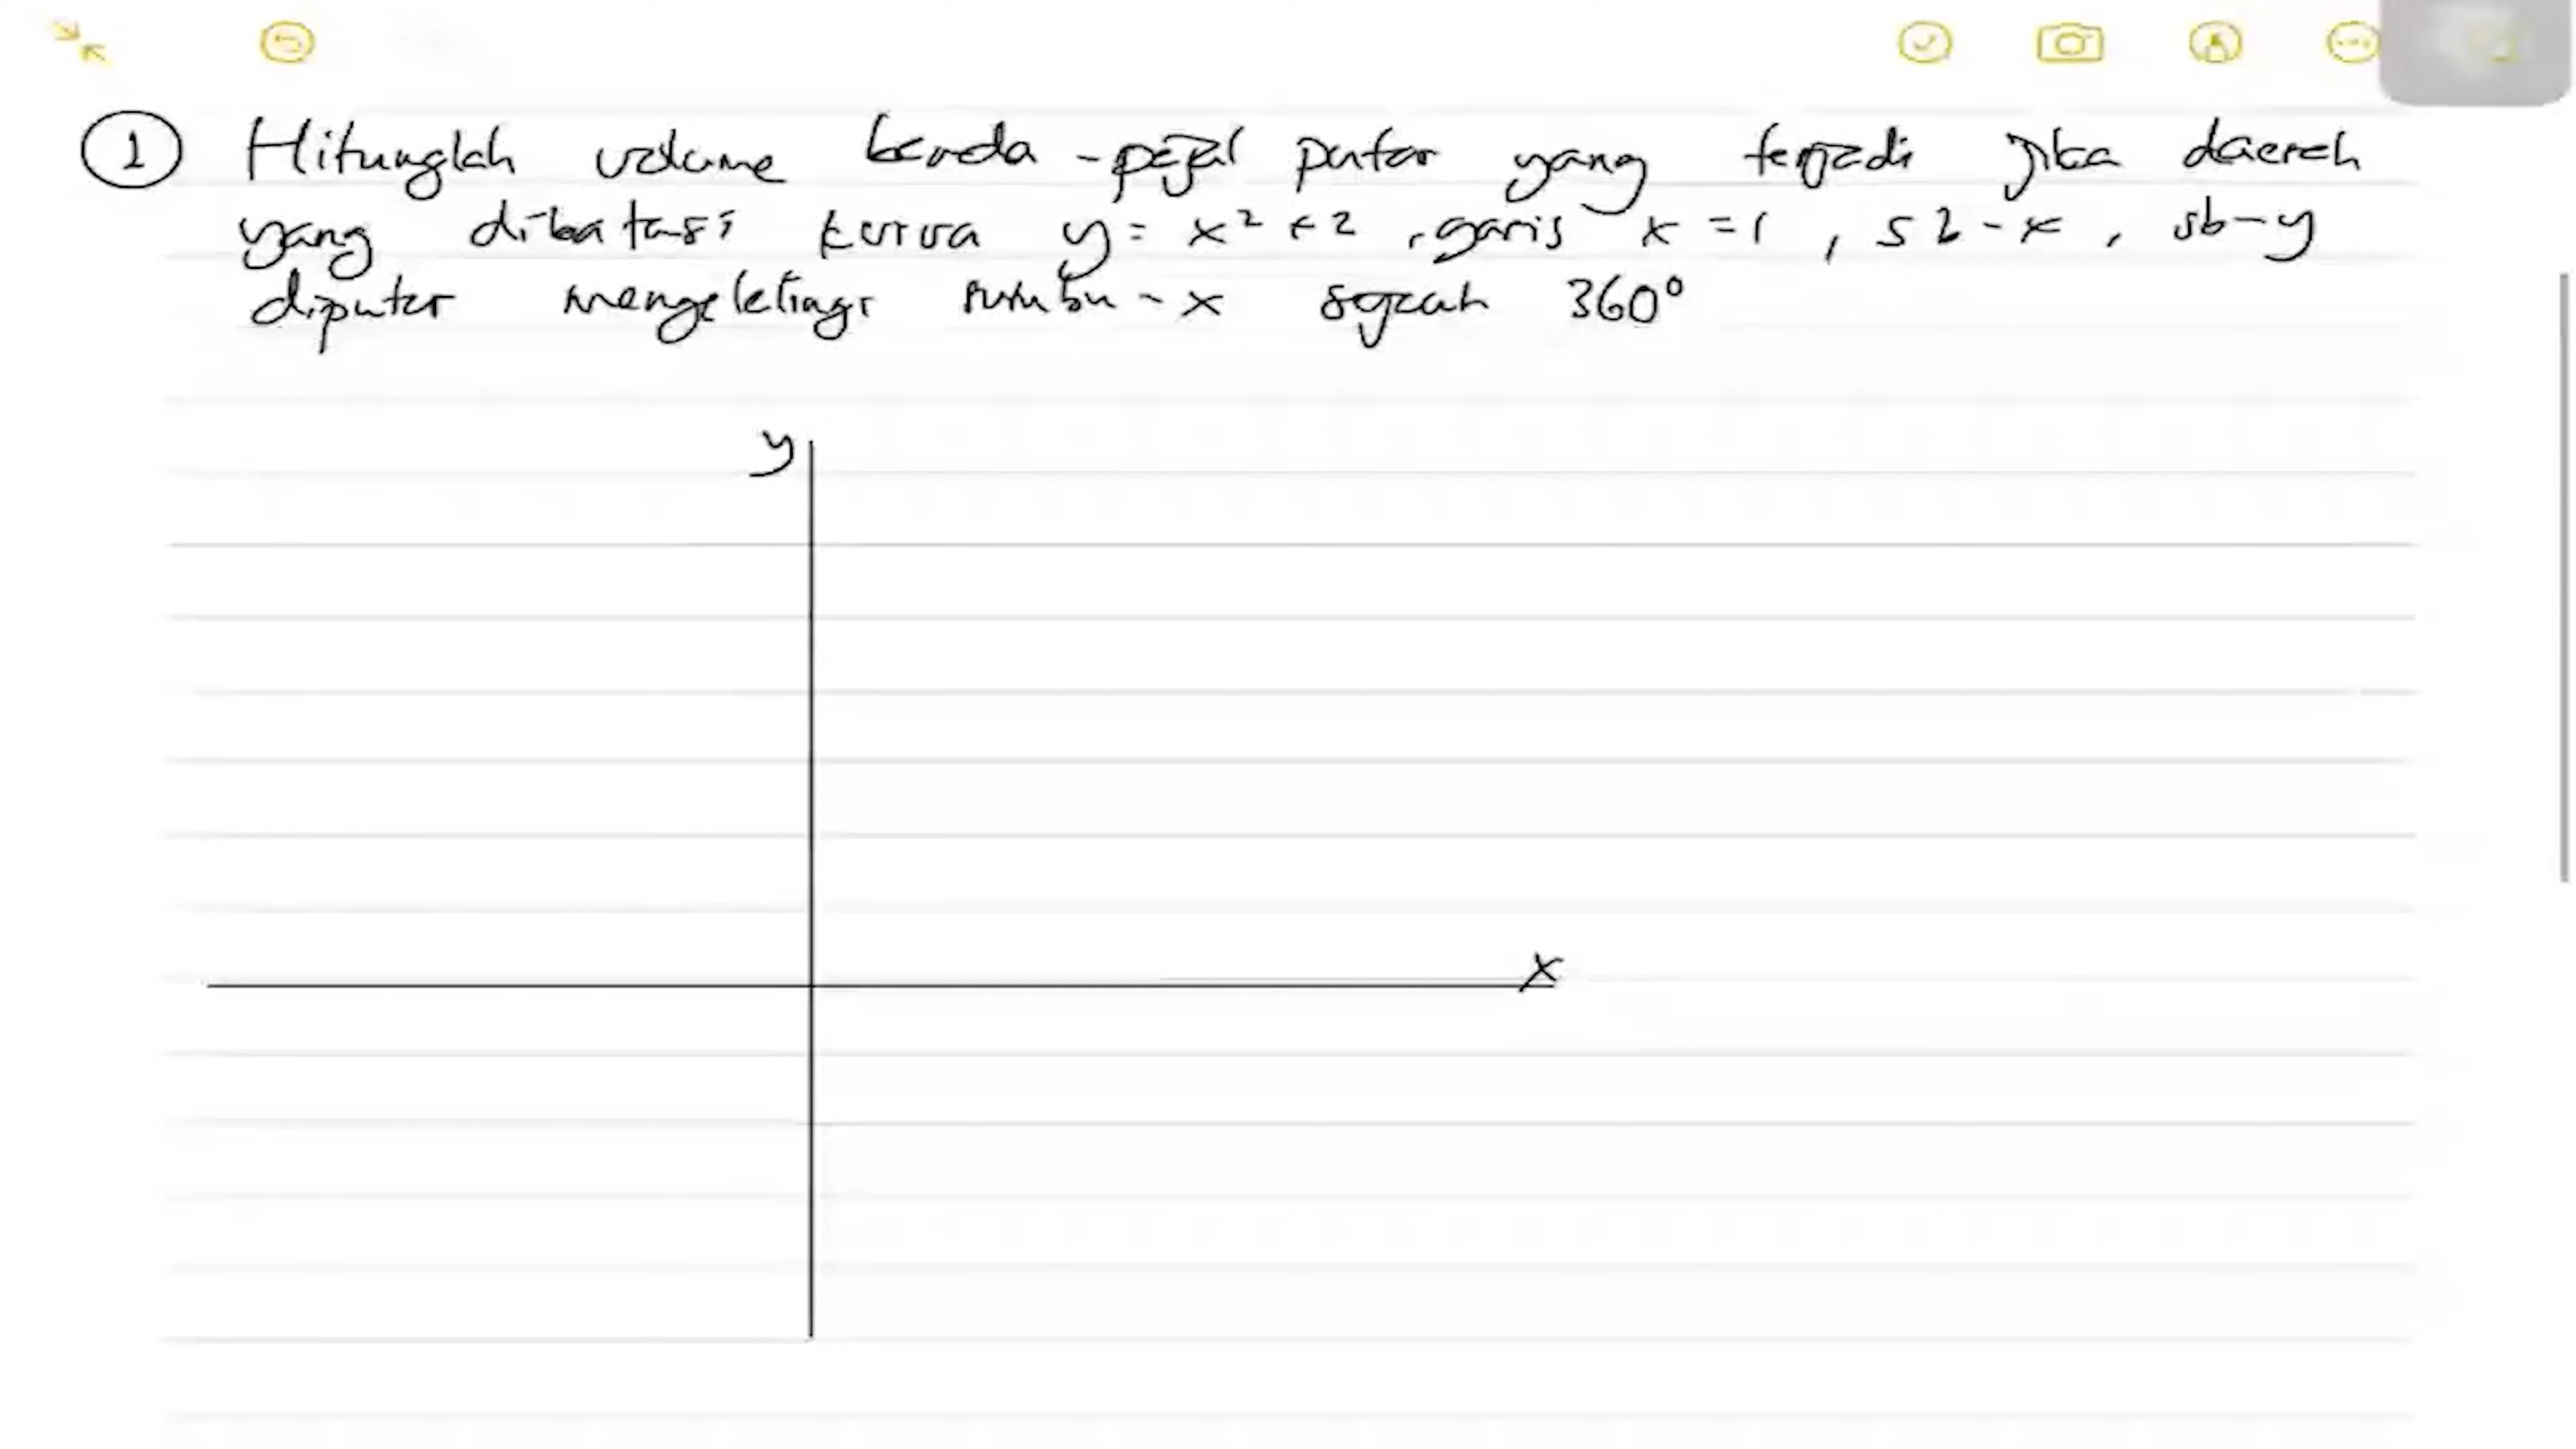 1 Hitunglah volume benda-pejal putar yang terjadi jika daerah
yang dibatasi kurva y = x² + 2, garis x = 1, sb-x, sb-y
diputar mengelilingi sumbu-x sejauh 360°
y
x